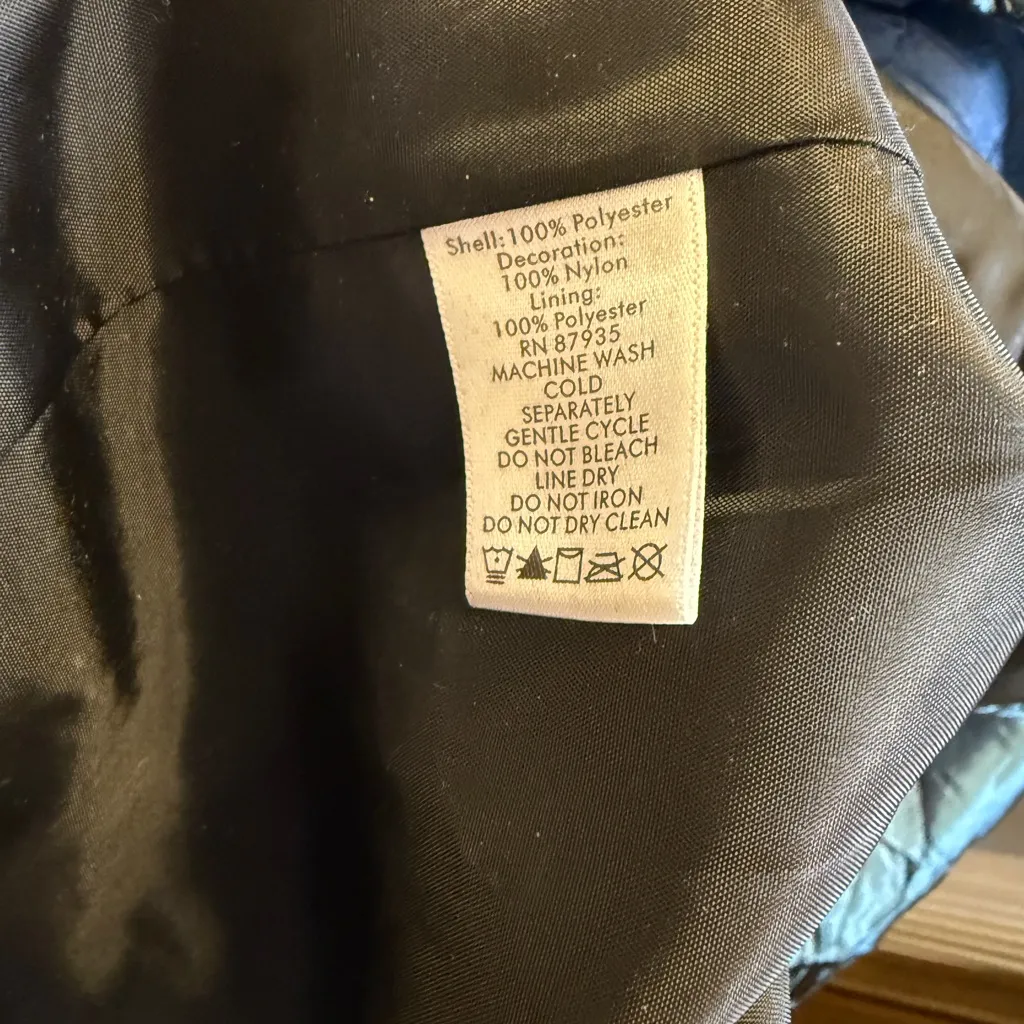 Shell:100% Polyester
Decoration:
100% Nylon
Lining:
100% Polyester
RN 87935
MACHINE WASH
COLD
SEPARATELY
GENTLE CYCLE
DO NOT BLEACH
LINE DRY
DO NOT IRON
DO NOT DRY CLEAN